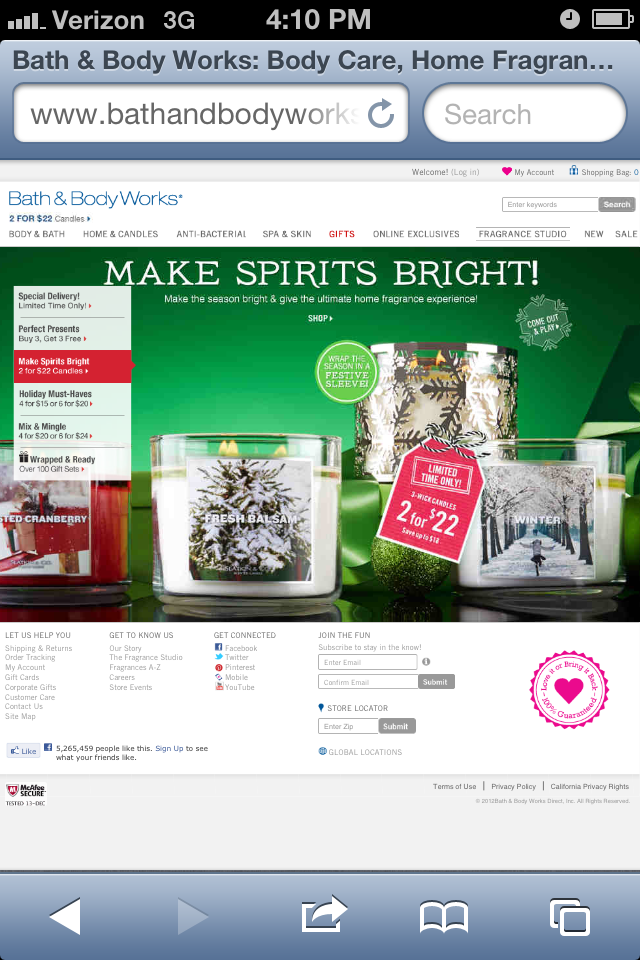 Verizon 3G 4:10 PM
Bath & Body Works: Body Care, Home Fragran...
www.bathandbodyworks Search
Welcome! (Log in) My Account Shopping Bag: 0
Bath & Body Works®
Enter keywords Search
2 FOR $22 Candles
BODY & BATH HOME & CANDLES ANTI-BACTERIAL SPA & SKIN GIFTS ONLINE EXCLUSIVES FRAGRANCE STUDIO NEW SALE
MAKE SPIRITS BRIGHT!
Make the season bright & give the ultimate home fragrance experience!
SHOP
Special Delivery!
Limited Time Only!
Perfect Presents
Buy 3, Get 3 Free
Make Spirits Bright
2 for $22 Candles
Holiday Must-Haves
4 for $15 or 6 for $20
Mix & Mingle
4 for $20 or 6 for $24
Wrapped & Ready
Over 100 Gift Sets
COME OUT
& PLAY
WRAP THE
SEASON IN A
FESTIVE
SLEEVE!
LIMITED
TIME ONLY!
3-WICK CANDLES
2 for $22
Save up to $18
STED CRANBERRY
SLATKIN & CO.
FRESH BALSAM
SLATKIN & CO.
WINTER
LET US HELP YOU
Shipping & Returns
Order Tracking
My Account
Gift Cards
Corporate Gifts
Customer Care
Contact Us
Site Map
GET TO KNOW US
Our Story
The Fragrance Studio
Fragrances A-Z
Careers
Store Events
GET CONNECTED
Facebook
Twitter
Pinterest
Mobile
YouTube
JOIN THE FUN
Subscribe to stay in the know!
Enter Email
Confirm Email Submit
STORE LOCATOR
Enter Zip Submit
GLOBAL LOCATIONS
Love it or Bring it Back
100% Guaranteed
Like 5,265,459 people like this. Sign Up to see
what your friends like.
McAfee
SECURE
TESTED 13-DEC
Terms of Use | Privacy Policy | California Privacy Rights
© 2012Bath & Body Works Direct, Inc. All Rights Reserved.